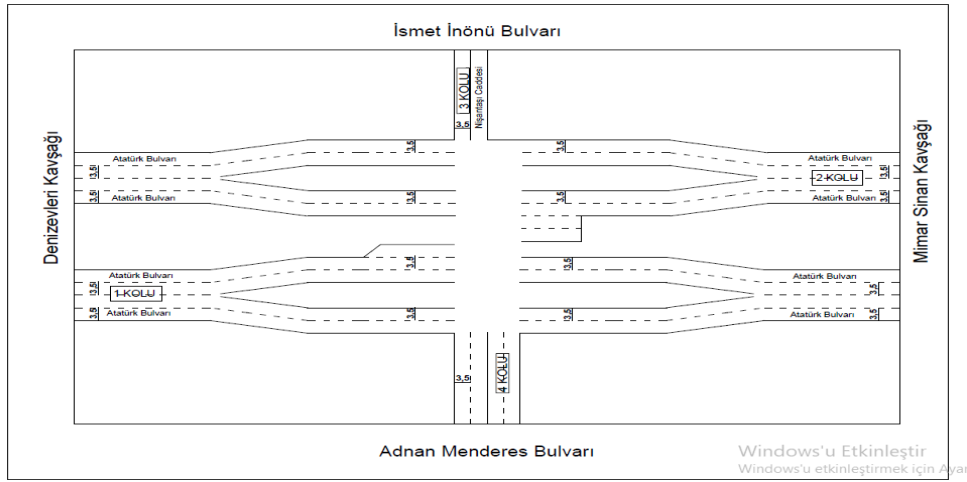 İsmet İnönü Bulvarı
3 KOLU
Nişantaşı Caddesi
3,5
Denizevleri Kavşağı
Mimar Sinan Kavşağı
3,5
3,5
Atatürk Bulvarı
Atatürk Bulvarı
3,5
3,5
2 KOLU
3,5
3,5
3,5
3,5
Atatürk Bulvarı
Atatürk Bulvarı
3,5
3,5
Atatürk Bulvarı
Atatürk Bulvarı
3,5
1 KOLU
3,5
3,5
3,5
3,5
3,5
Atatürk Bulvarı
Atatürk Bulvarı
3,5
4 KOLU
Adnan Menderes Bulvarı
Windows'u Etkinleştir
Windows'u etkinleştirmek için Ayar